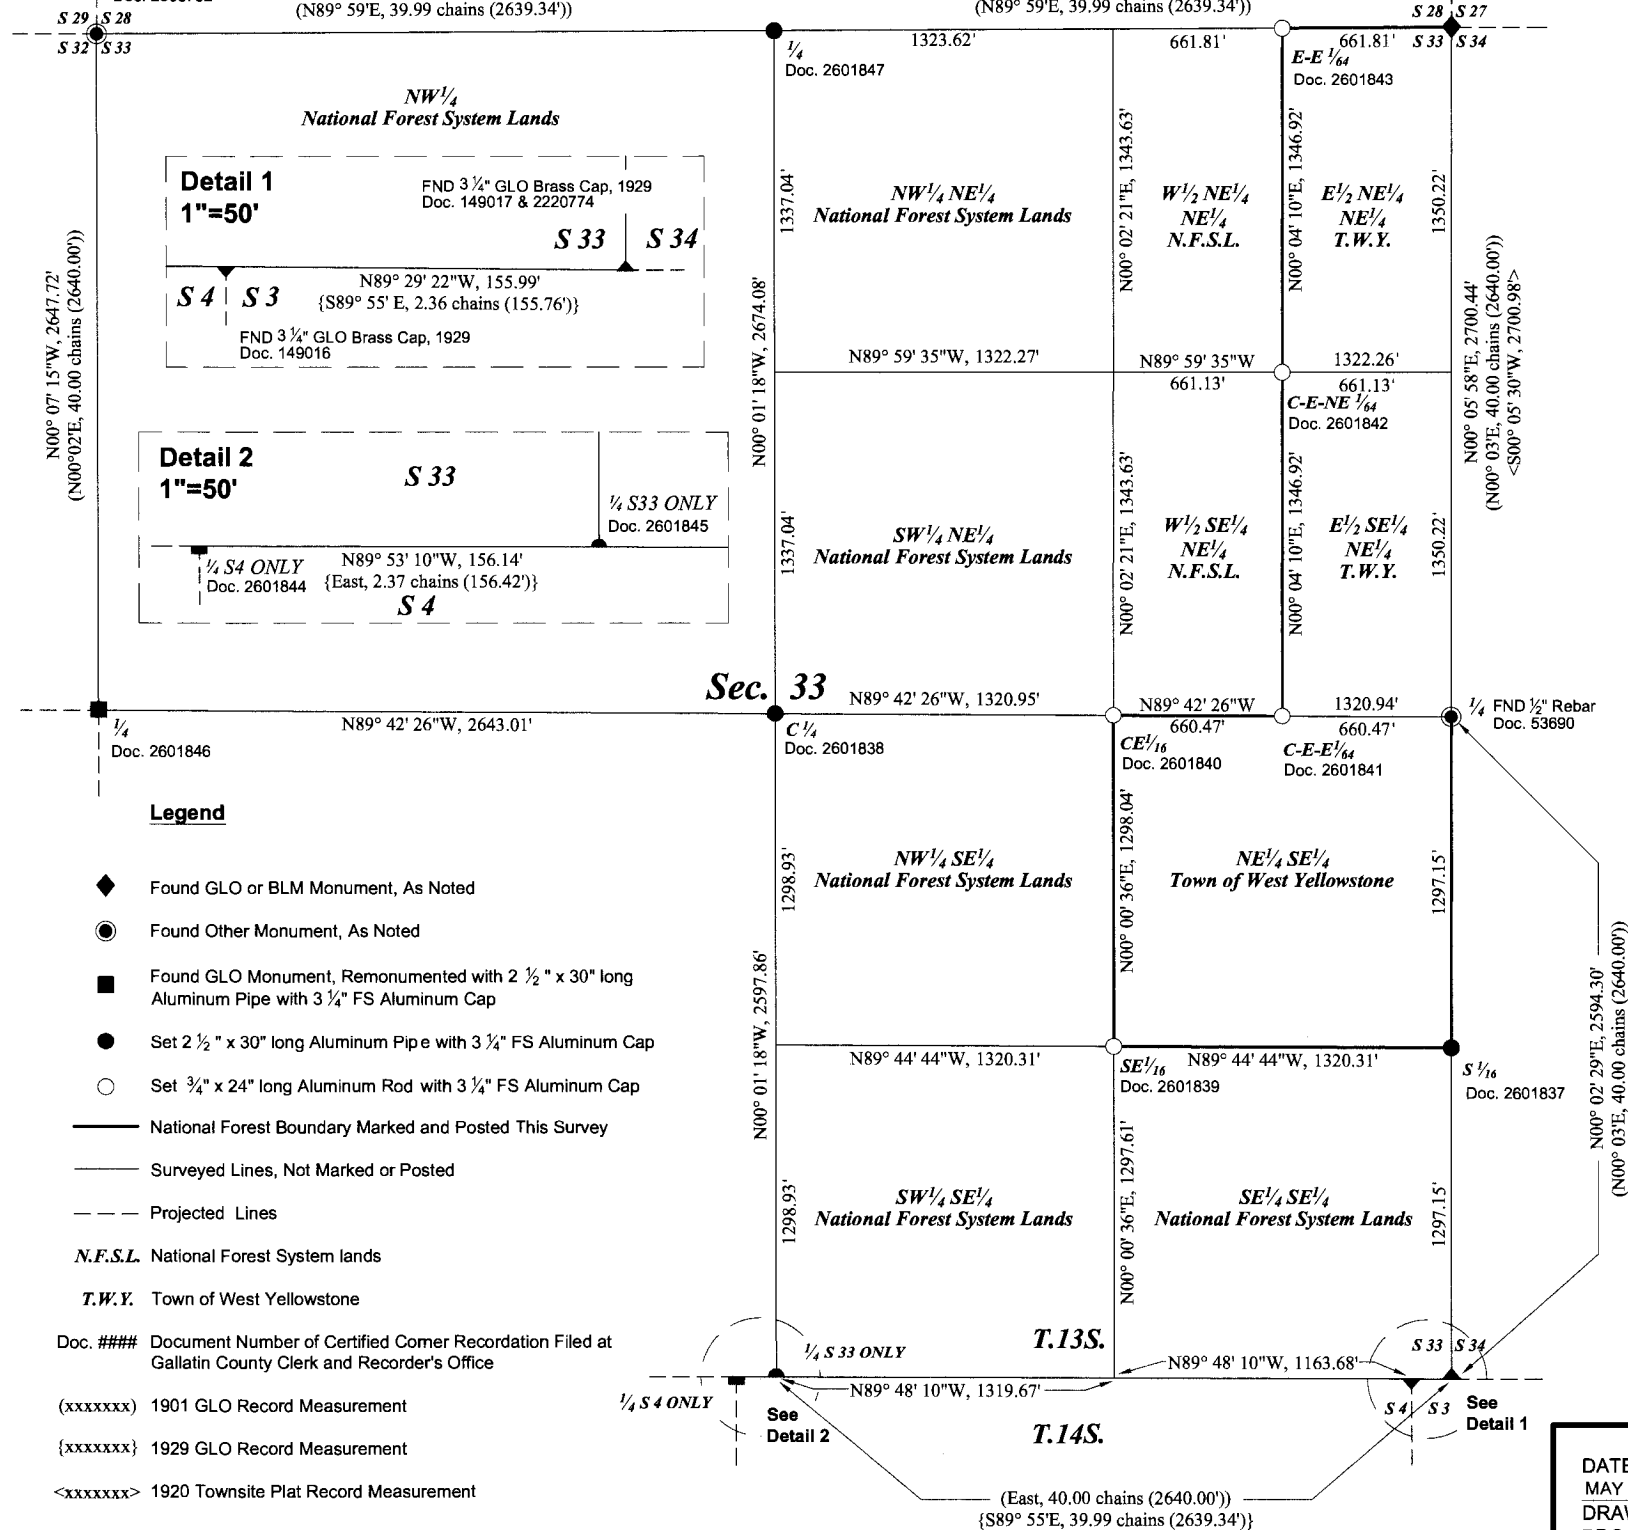 (N89° 59'E, 39.99 chains (2639.34'))
(N89° 59'E, 39.99 chains (2639.34'))
S 29 S 28
S 32 S 33
S 28 S 27
S 33 S 34
1323.62'
661.81'
661.81'
1/4
Doc. 2601847
E-E 1/64
Doc. 2601843
NW1/4
National Forest System Lands
Detail 1
1"=50'
FND 3 1/4" GLO Brass Cap, 1929
Doc. 149017 & 2220774
S 33 S 34
N89° 29' 22"W, 155.99'
{S89° 55' E, 2.36 chains (155.76')}
S 4 S 3
FND 3 1/4" GLO Brass Cap, 1929
Doc. 149016
N00° 07' 15"W, 2647.72'
(N00°02'E, 40.00 chains (2640.00'))
1337.04'
N00° 01' 18"W, 2674.08'
NW1/4 NE1/4
National Forest System Lands
N00° 02' 21"E, 1343.63'
W1/2 NE1/4
NE1/4
N.F.S.L.
N00° 04' 10"E, 1346.92'
E1/2 NE1/4
NE1/4
T.W.Y.
1350.22'
N00° 05' 58"E, 2700.44'
(N00° 03'E, 40.00 chains (2640.00'))
<S00° 05' 30"W, 2700.98'>
N89° 59' 35"W, 1322.27'
N89° 59' 35"W
1322.26'
661.13'
661.13'
C-E-NE 1/64
Doc. 2601842
Detail 2
1"=50'
S 33
1/4 S33 ONLY
Doc. 2601845
N89° 53' 10"W, 156.14'
{East, 2.37 chains (156.42')}
1/4 S4 ONLY
Doc. 2601844
S 4
1337.04'
SW1/4 NE1/4
National Forest System Lands
N00° 02' 21"E, 1343.63'
W1/2 SE1/4
NE1/4
N.F.S.L.
N00° 04' 10"E, 1346.92'
E1/2 SE1/4
NE1/4
T.W.Y.
1350.22'
Sec. 33
N89° 42' 26"W, 1320.95'
N89° 42' 26"W
1320.94'
660.47'
660.47'
1/4 FND 1/2" Rebar
Doc. 53690
1/4
Doc. 2601846
N89° 42' 26"W, 2643.01'
C 1/4
Doc. 2601838
CE1/16
Doc. 2601840
C-E-E1/64
Doc. 2601841
1298.93'
NW1/4 SE1/4
National Forest System Lands
N00° 00' 36"E, 1298.04'
NE1/4 SE1/4
Town of West Yellowstone
1297.15'
N00° 01' 18"W, 2597.86'
N89° 44' 44"W, 1320.31'
N89° 44' 44"W, 1320.31'
SE1/16
Doc. 2601839
S 1/16
Doc. 2601837
N00° 02' 29"E, 2594.30'
(N00° 03'E, 40.00 chains (2640.00'))
1298.93'
SW1/4 SE1/4
National Forest System Lands
N00° 00' 36"E, 1297.61'
SE1/4 SE1/4
National Forest System Lands
1297.15'
T.13S.
1/4 S 33 ONLY
S 33 S 34
N89° 48' 10"W, 1163.68'
N89° 48' 10"W, 1319.67'
1/4 S 4 ONLY
See
Detail 2
S 4 S 3
See
Detail 1
T.14S.
(East, 40.00 chains (2640.00'))
{S89° 55'E, 39.99 chains (2639.34')}
Legend
Found GLO or BLM Monument, As Noted
Found Other Monument, As Noted
Found GLO Monument, Remonumented with 2 1/2 " x 30" long
Aluminum Pipe with 3 1/4" FS Aluminum Cap
Set 2 1/2 " x 30" long Aluminum Pipe with 3 1/4" FS Aluminum Cap
Set 3/4" x 24" long Aluminum Rod with 3 1/4" FS Aluminum Cap
National Forest Boundary Marked and Posted This Survey
Surveyed Lines, Not Marked or Posted
Projected Lines
N.F.S.L. National Forest System lands
T.W.Y. Town of West Yellowstone
Doc. #### Document Number of Certified Corner Recordation Filed at
Gallatin County Clerk and Recorder's Office
(xxxxxxx) 1901 GLO Record Measurement
{xxxxxxx} 1929 GLO Record Measurement
<xxxxxxx> 1920 Townsite Plat Record Measurement
DATE
MAY
DRAW